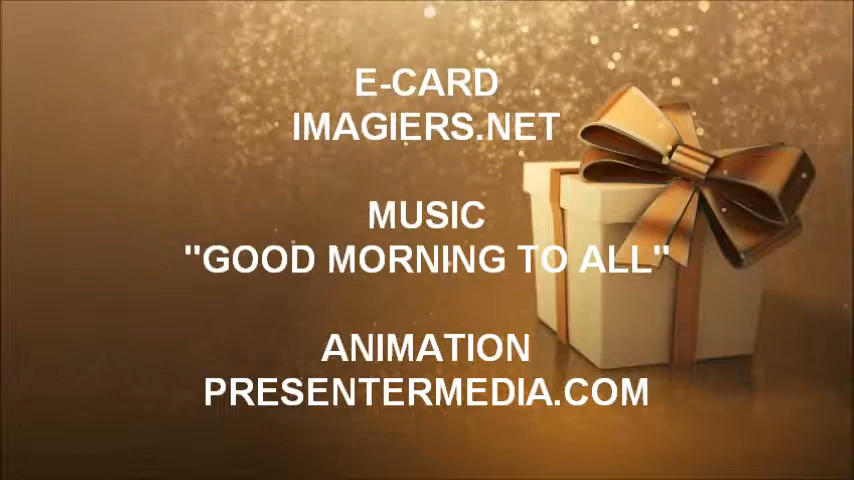 E-CARD
IMAGIERS.NET
MUSIC
"GOOD MORNING TO ALL"
ANIMATION
PRESENTERMEDIA.COM